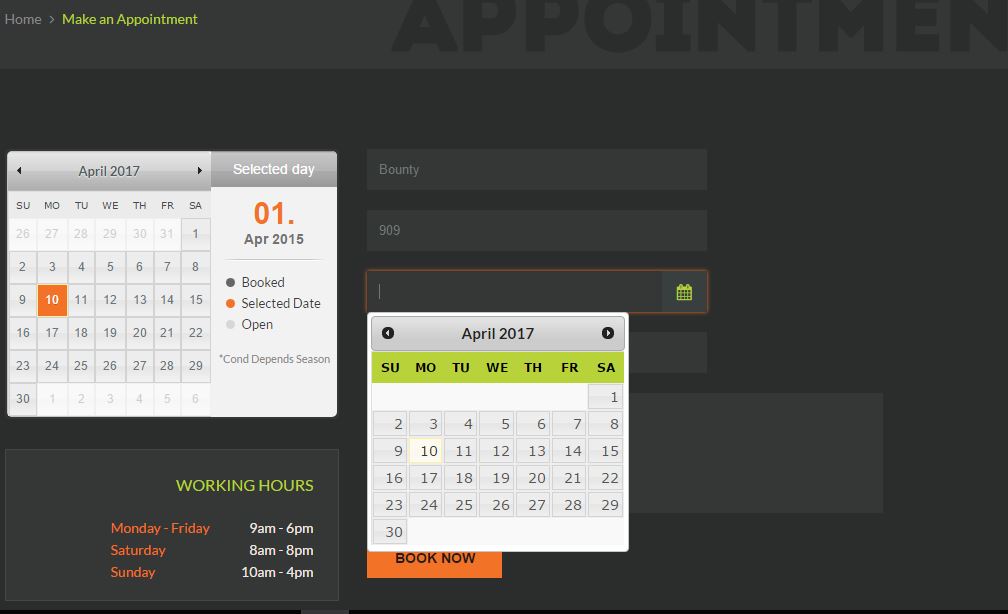 APPOINTMEN
Home > Make an Appointment
April 2017
SU MO TU WE TH FR SA
26 27 28 29 30 31 1
2 3 4 5 6 7 8
9 10 11 12 13 14 15
16 17 18 19 20 21 22
23 24 25 26 27 28 29
30 1 2 3 4 5 6
Selected day
01.
Apr 2015
Booked
Selected Date
Open
*Cond Depends Season
WORKING HOURS
Monday - Friday 9am - 6pm
Saturday 8am - 8pm
Sunday 10am - 4pm
Bounty
909
April 2017
SU MO TU WE TH FR SA
1
2 3 4 5 6 7 8
9 10 11 12 13 14 15
16 17 18 19 20 21 22
23 24 25 26 27 28 29
30
BOOK NOW